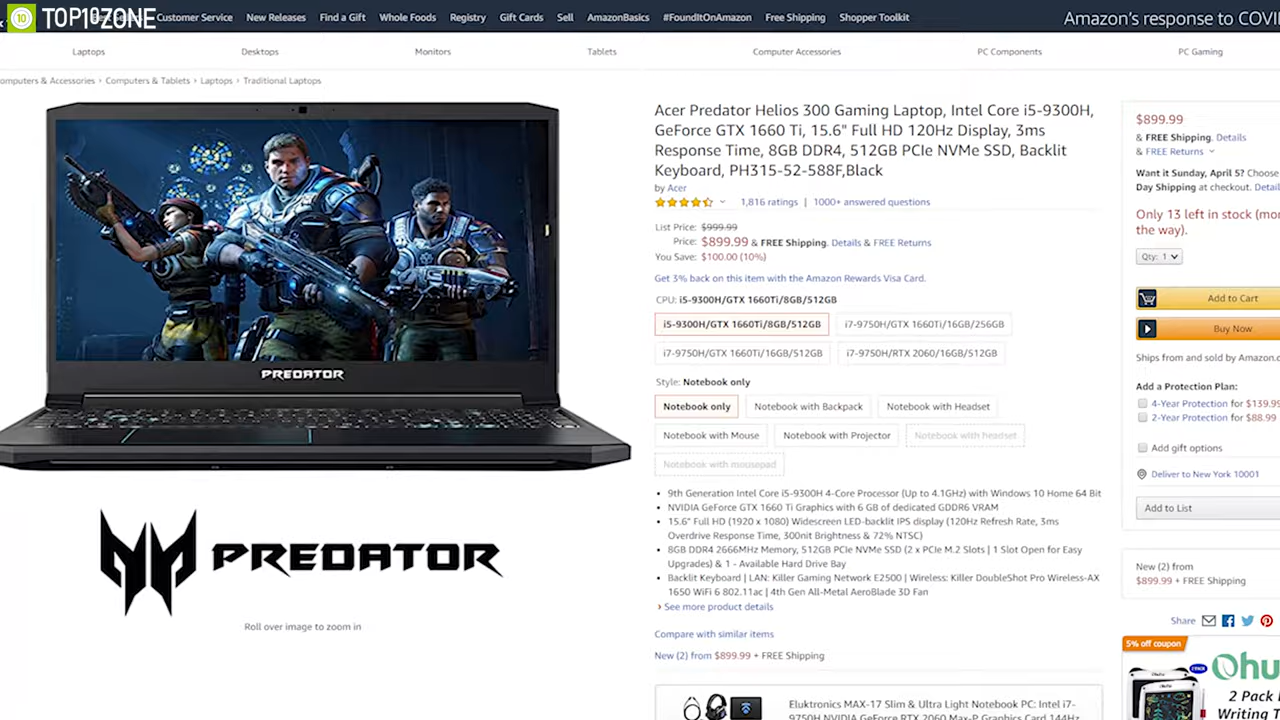 TOP10ZONE
Customer Service New Releases Find a Gift Whole Foods Registry Gift Cards Sell AmazonBasics #FoundItOnAmazon Free Shipping Shopper Toolkit
Amazon's response to COVI
Laptops Desktops Monitors Tablets Computer Accessories PC Components PC Gaming
omputers & Accessories › Computers & Tablets › Laptops › Traditional Laptops
PREDATOR
PREDATOR
Roll over image to zoom in
Acer Predator Helios 300 Gaming Laptop, Intel Core i5-9300H,
GeForce GTX 1660 Ti, 15.6" Full HD 120Hz Display, 3ms
Response Time, 8GB DDR4, 512GB PCIe NVMe SSD, Backlit
Keyboard, PH315-52-588F,Black
by Acer
1,816 ratings | 1000+ answered questions
List Price: $999.99
Price: $899.99 & FREE Shipping. Details & FREE Returns
You Save: $100.00 (10%)
Get 3% back on this item with the Amazon Rewards Visa Card.
CPU: i5-9300H/GTX 1660Ti/8GB/512GB
i5-9300H/GTX 1660Ti/8GB/512GB i7-9750H/GTX 1660Ti/16GB/256GB
i7-9750H/GTX 1660Ti/16GB/512GB i7-9750H/RTX 2060/16GB/512GB
Style: Notebook only
Notebook only Notebook with Backpack Notebook with Headset
Notebook with Mouse Notebook with Projector Notebook with headset
Notebook with mousepad
• 9th Generation Intel Core i5-9300H 4-Core Processor (Up to 4.1GHz) with Windows 10 Home 64 Bit
• NVIDIA GeForce GTX 1660 Ti Graphics with 6 GB of dedicated GDDR6 VRAM
• 15.6" Full HD (1920 x 1080) Widescreen LED-backlit IPS display (120Hz Refresh Rate, 3ms
Overdrive Response Time, 300nit Brightness & 72% NTSC)
• 8GB DDR4 2666MHz Memory, 512GB PCIe NVMe SSD (2 x PCIe M.2 Slots | 1 Slot Open for Easy
Upgrades) & 1 - Available Hard Drive Bay
• Backlit Keyboard | LAN: Killer Gaming Network E2500 | Wireless: Killer DoubleShot Pro Wireless-AX
1650 WiFi 6 802.11ac | 4th Gen All-Metal AeroBlade 3D Fan
› See more product details
Compare with similar items
New (2) from $899.99 + FREE Shipping
Eluktronics MAX-17 Slim & Ultra Light Notebook PC: Intel i7-
9750H NVIDIA GeForce RTX 2060 Max-P Graphics Card 144Hz
$899.99
& FREE Shipping. Details
& FREE Returns
Want it Sunday, April 5? Choose
Day Shipping at checkout. Detail
Only 13 left in stock (mor
the way).
Qty: 1
Add to Cart
Buy Now
Ships from and sold by Amazon.c
Add a Protection Plan:
4-Year Protection for $139.99
2-Year Protection for $88.99
Add gift options
Deliver to New York 10001
Add to List
New (2) from
$899.99 + FREE Shipping
Share
5% off coupon
Ohu
2 Pack
Writing T